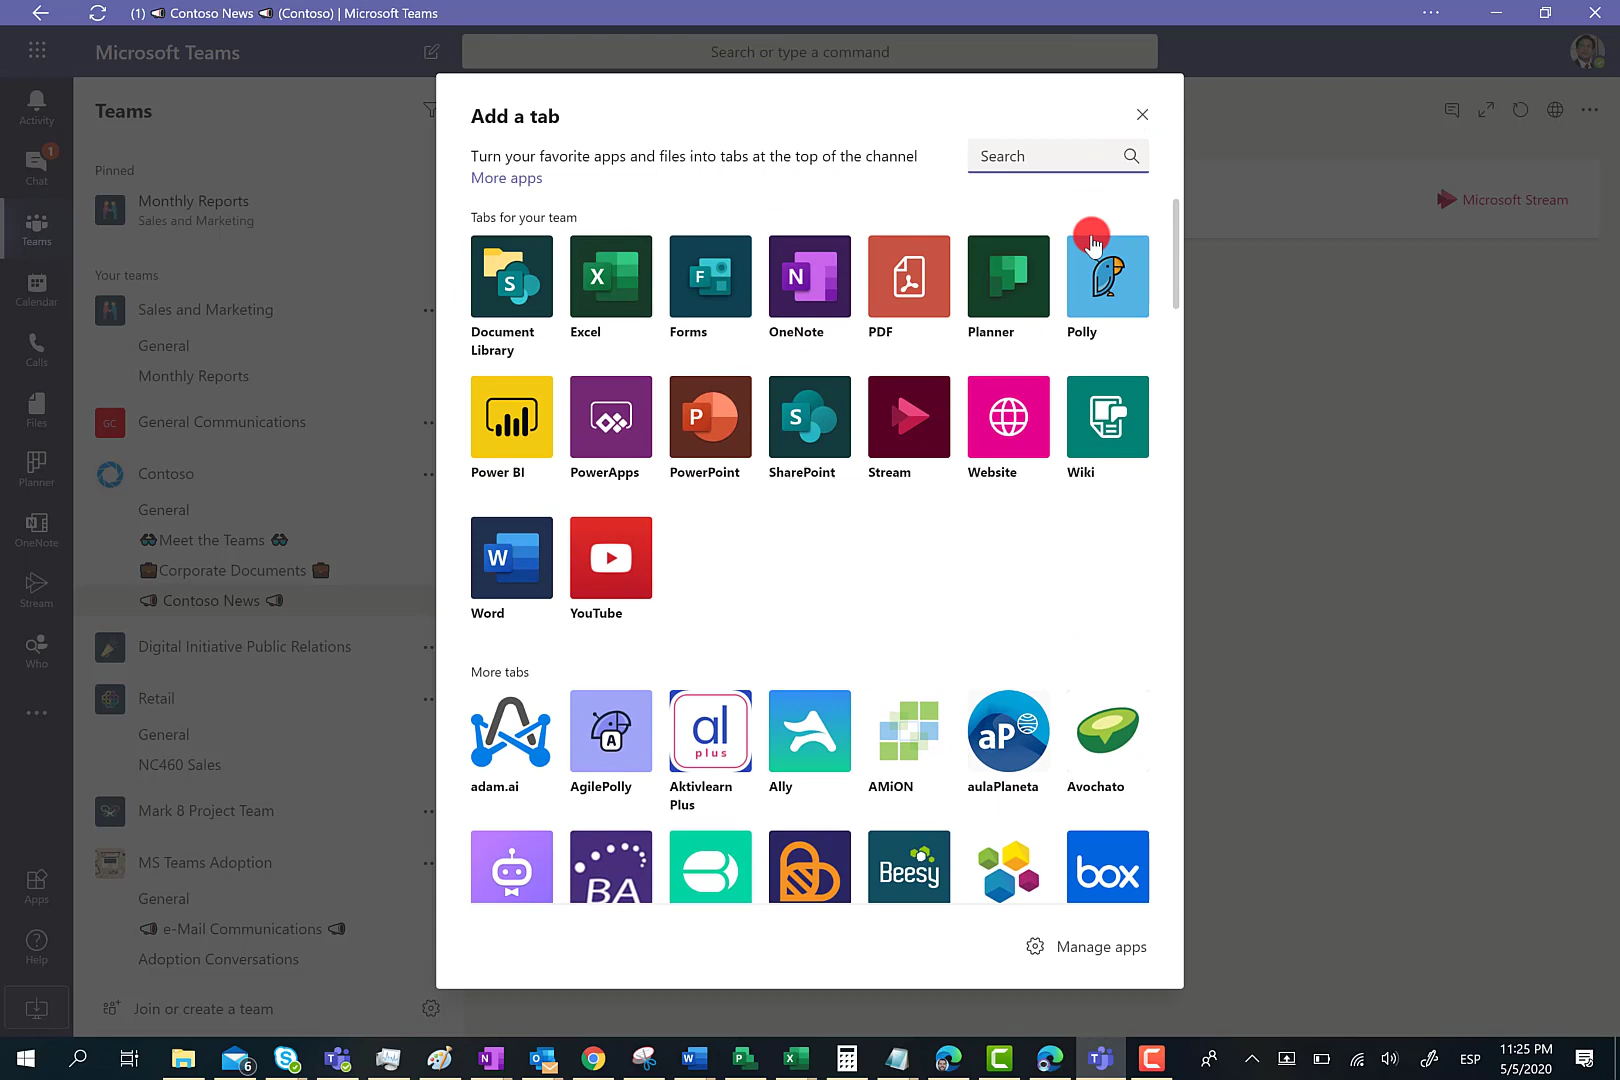 (1) 📢 Contoso News 📢 (Contoso) | Microsoft Teams
Microsoft Teams
Search or type a command
Activity
1
Chat
Teams
Calendar
Calls
Files
Planner
OneNote
Stream
Who
Apps
Help
Teams
Pinned
Monthly Reports
Sales and Marketing
Your teams
Sales and Marketing
General
Monthly Reports
GC
General Communications
Contoso
General
Meet the Teams
Corporate Documents
Contoso News
Digital Initiative Public Relations
Retail
General
NC460 Sales
Mark 8 Project Team
MS Teams Adoption
General
e-Mail Communications
Adoption Conversations
Join or create a team
Microsoft Stream
Add a tab
Turn your favorite apps and files into tabs at the top of the channel
More apps
Search
Tabs for your team
Document Library
Excel
Forms
OneNote
PDF
Planner
Polly
Power BI
PowerApps
PowerPoint
SharePoint
Stream
Website
Wiki
Word
YouTube
More tabs
al
plus
aP
adam.ai
AgilePolly
Aktivlearn Plus
Ally
AMiON
aulaPlaneta
Avochato
BA
Beesy
box
Manage apps
6
ESP
11:25 PM
5/5/2020